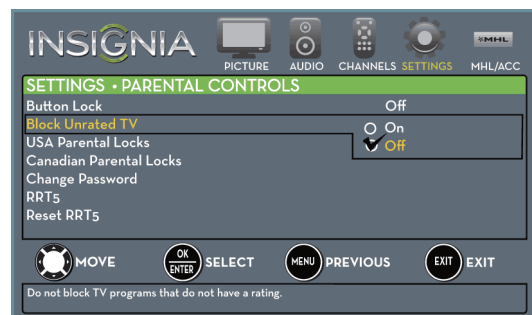 INSIGNIA
PICTURE AUDIO CHANNELS SETTINGS MHL MHL/ACC
SETTINGS • PARENTAL CONTROLS
Button Lock Off
Block Unrated TV On
USA Parental Locks Off
Canadian Parental Locks
Change Password
RRT5
Reset RRT5
MOVE OK ENTER SELECT MENU PREVIOUS EXIT EXIT
Do not block TV programs that do not have a rating.